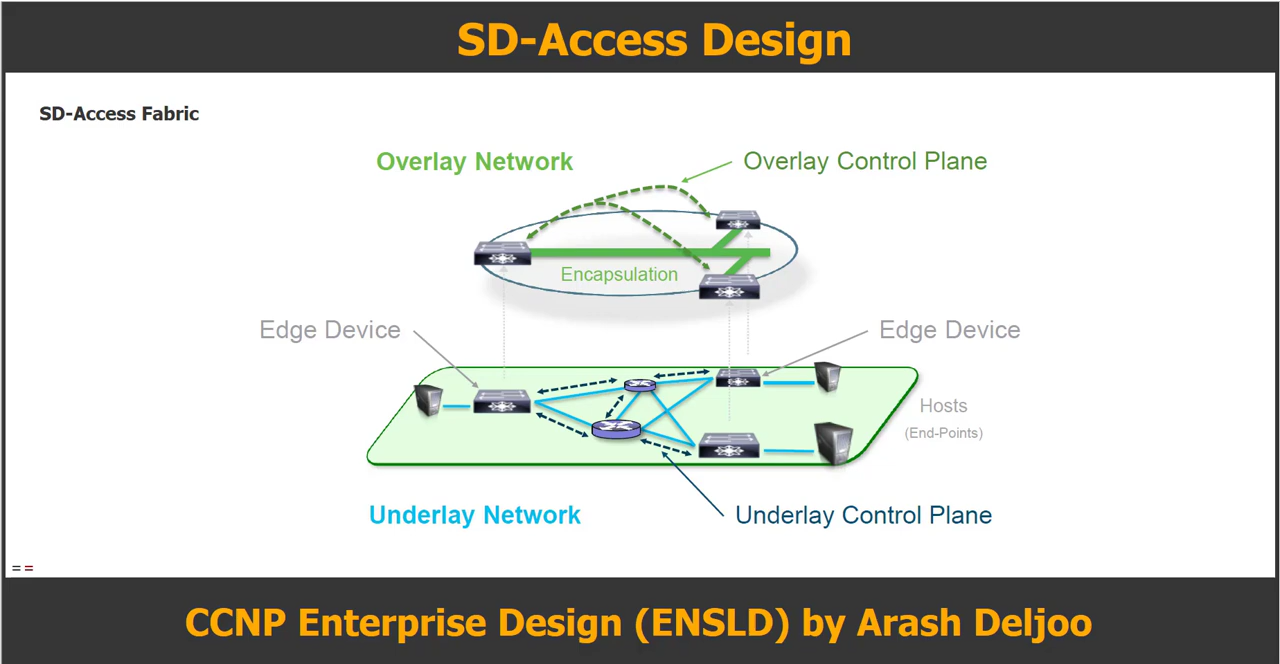 SD-Access Design
SD-Access Fabric
Overlay Network
Overlay Control Plane
Encapsulation
Edge Device
Edge Device
Hosts
(End-Points)
Underlay Network
Underlay Control Plane
==
CCNP Enterprise Design (ENSLD) by Arash Deljoo